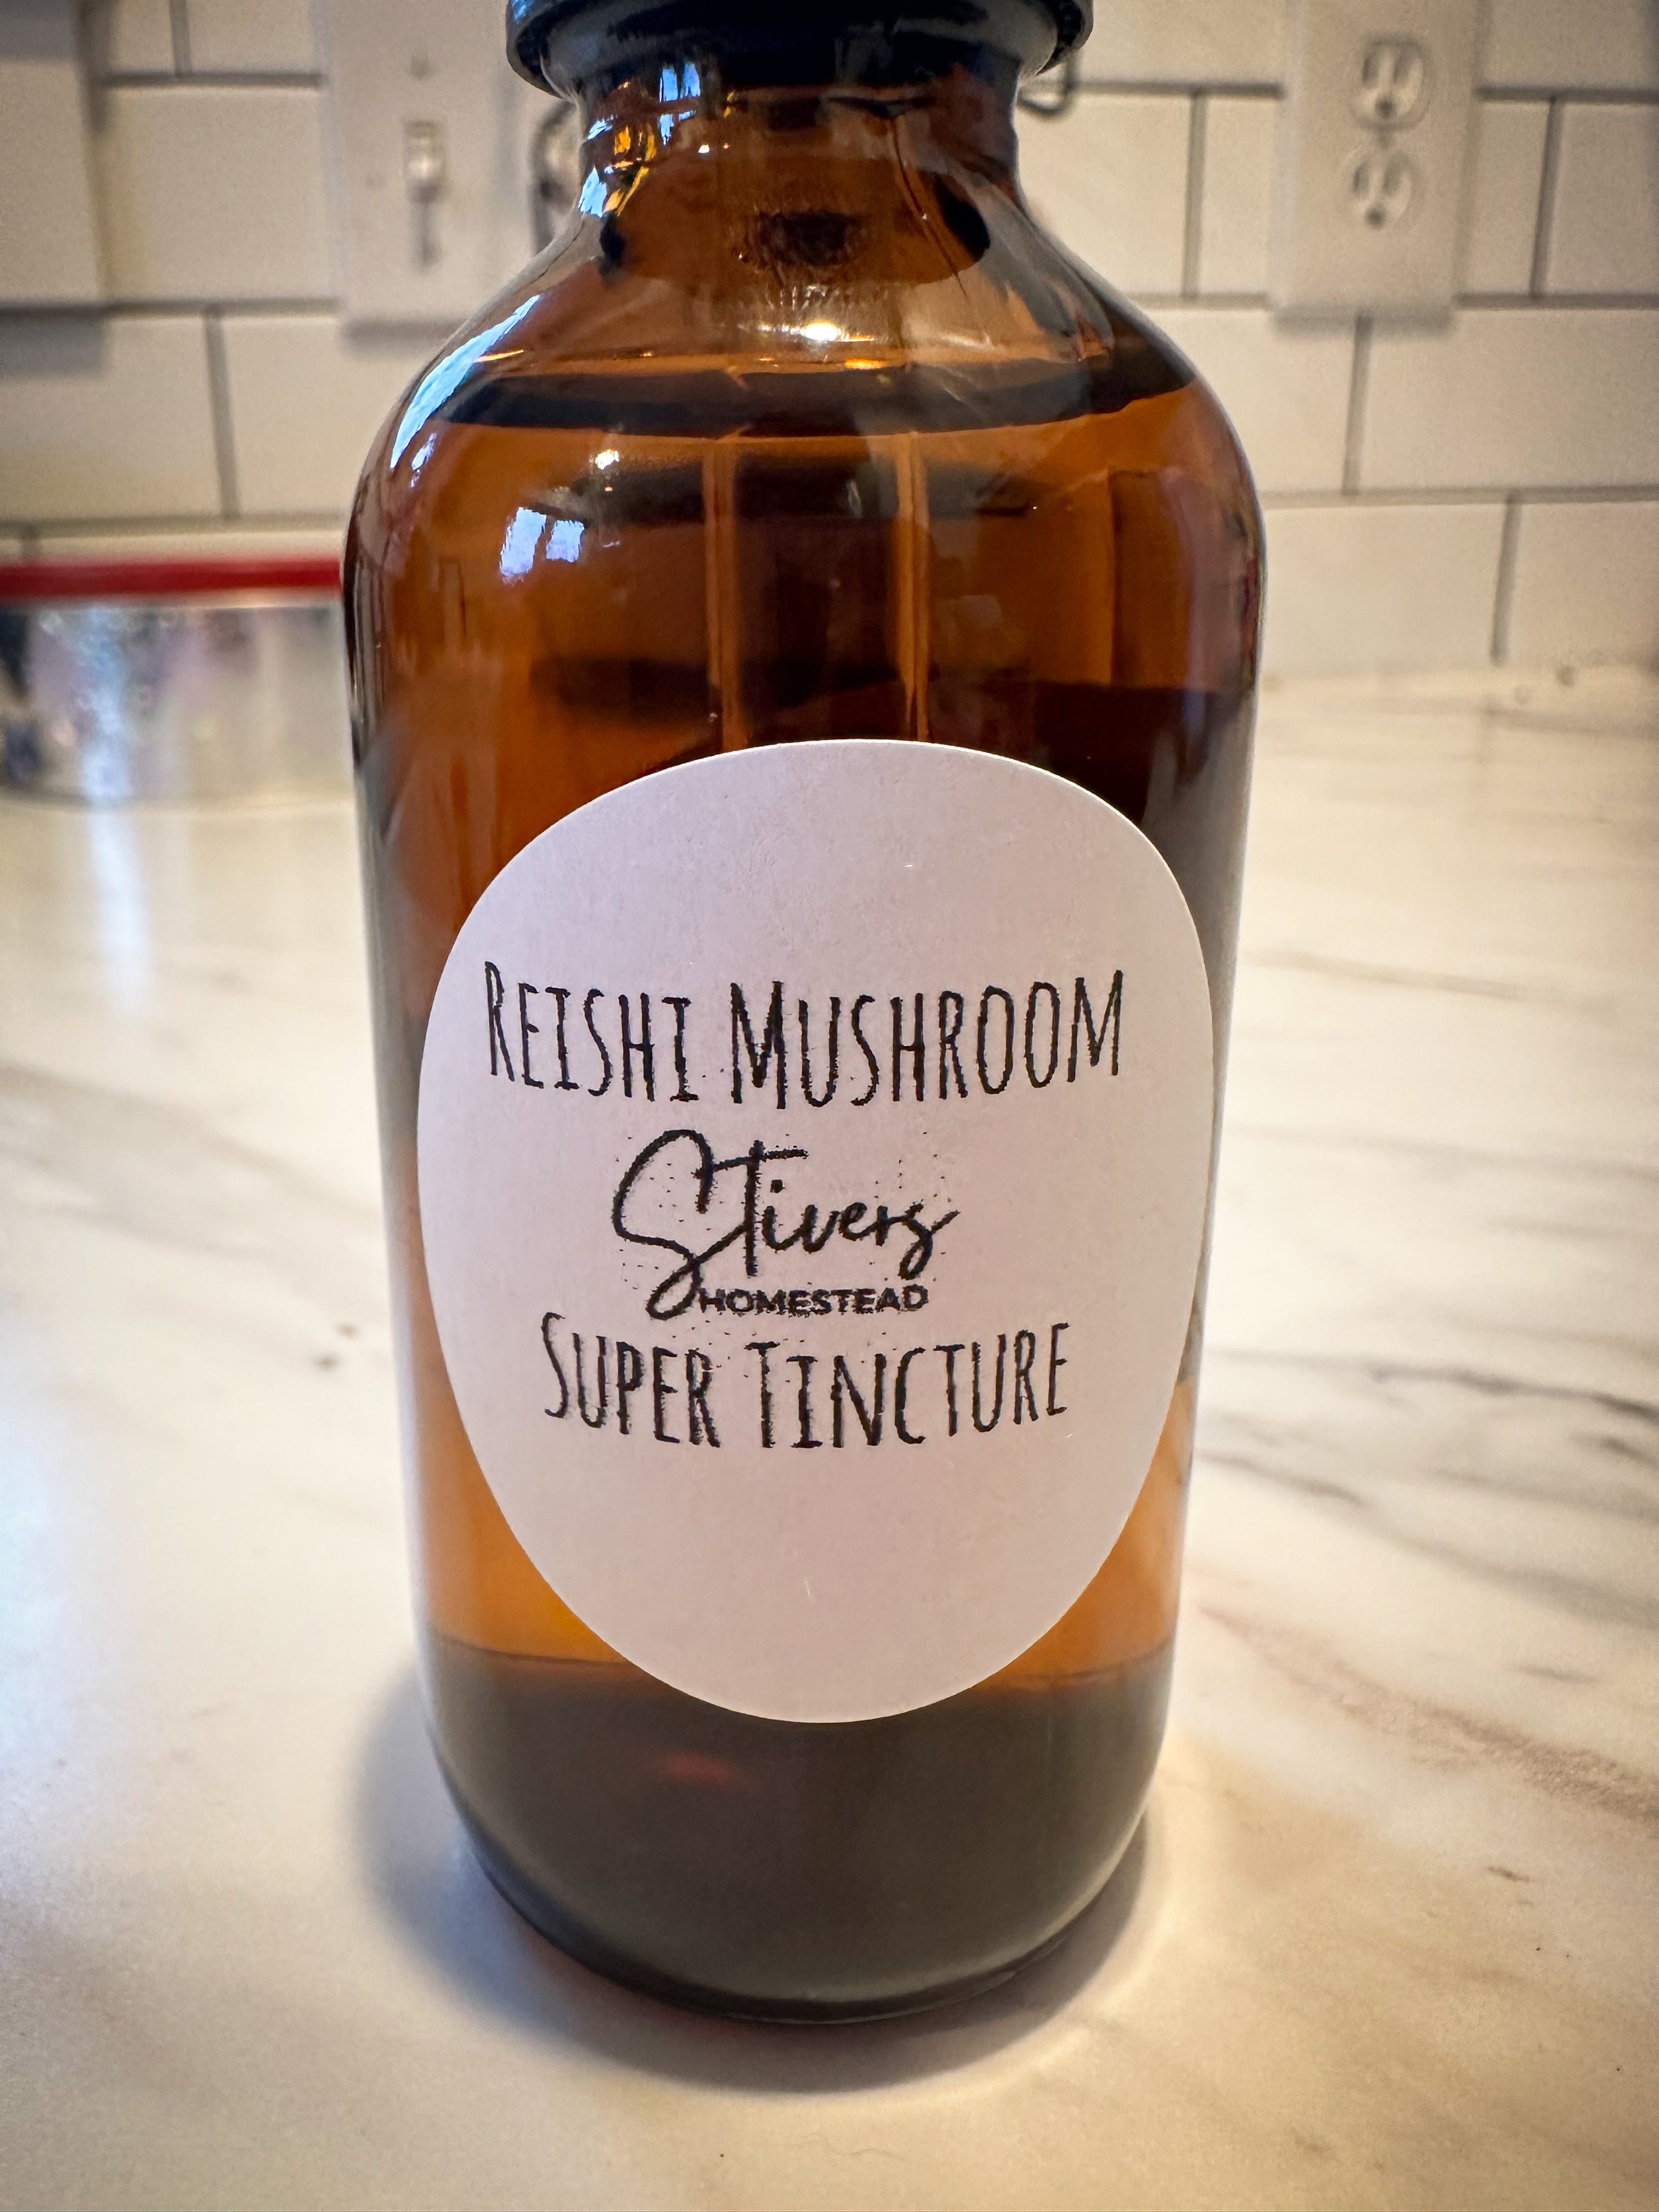 REISHI MUSHROOM
Stivers
HOMESTEAD
SUPER TINCTURE